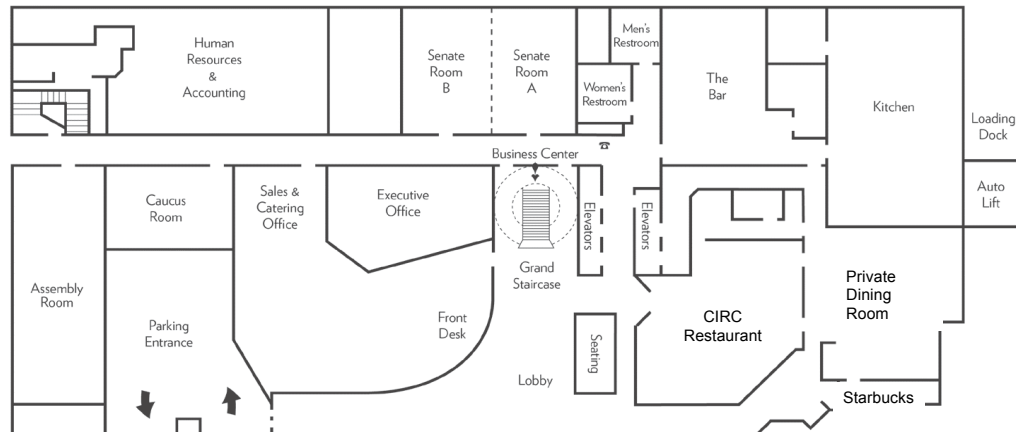 Human
Resources
&
Accounting
Senate
Room
B
Senate
Room
A
Men's
Restroom
Women's
Restroom
The
Bar
Kitchen
Loading
Dock
Auto
Lift
Business Center
Caucus
Room
Sales &
Catering
Office
Executive
Office
Elevators
Elevators
Grand
Staircase
Assembly
Room
Parking
Entrance
Front
Desk
Lobby
Seating
CIRC
Restaurant
Private
Dining
Room
Starbucks